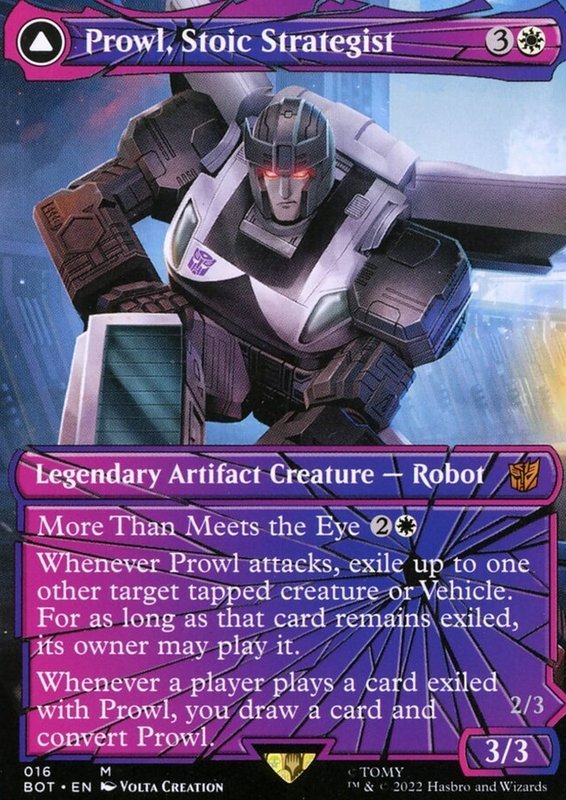 Prowl, Stoic Strategist 3
Legendary Artifact Creature — Robot
More Than Meets the Eye 2
Whenever Prowl attacks, exile up to one
other target tapped creature or Vehicle.
For as long as that card remains exiled,
its owner may play it.
Whenever a player plays a card exiled
with Prowl, you draw a card and
convert Prowl.
2/3
3/3
016 M
BOT • EN VOLTA CREATION
© TOMY
™ & © 2022 Hasbro and Wizards